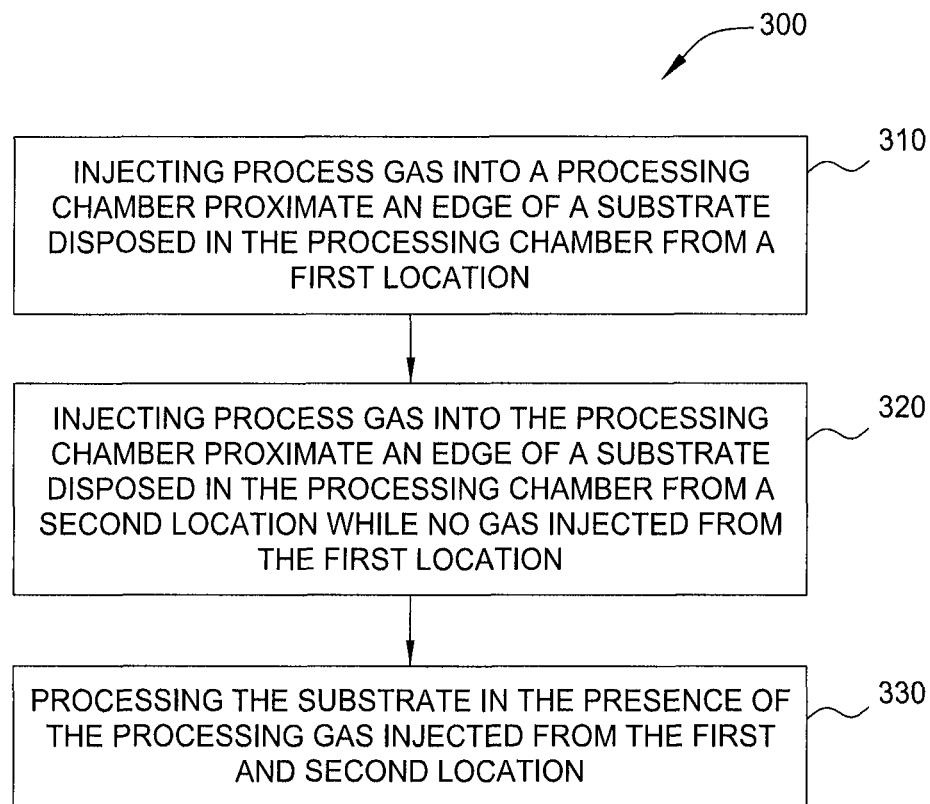 300
310
INJECTING PROCESS GAS INTO A PROCESSING
CHAMBER PROXIMATE AN EDGE OF A SUBSTRATE
DISPOSED IN THE PROCESSING CHAMBER FROM A
FIRST LOCATION
320
INJECTING PROCESS GAS INTO THE PROCESSING
CHAMBER PROXIMATE AN EDGE OF A SUBSTRATE
DISPOSED IN THE PROCESSING CHAMBER FROM A
SECOND LOCATION WHILE NO GAS INJECTED FROM
THE FIRST LOCATION
330
PROCESSING THE SUBSTRATE IN THE PRESENCE OF
THE PROCESSING GAS INJECTED FROM THE FIRST
AND SECOND LOCATION